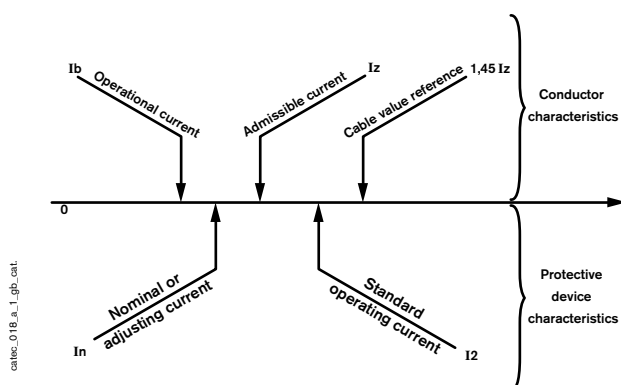 Ib
Operational current
Admissible current
Iz
Cable value reference
1,45 Iz
Conductor
characteristics
0
Nominal or
adjusting current
In
Standard
operating current
I2
Protective
device
characteristics
catec_018_a_1_gb_cat.